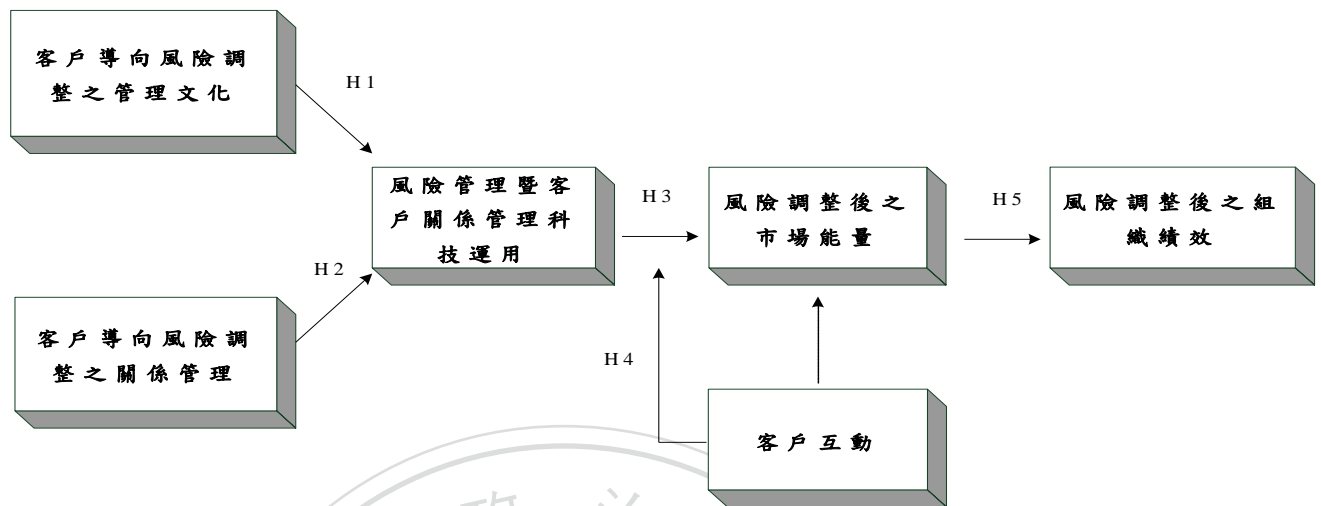 客戶導向風險調
整之管理文化
H1
風險管理暨客
戶關係管理科
技運用
H3
風險調整後之
市場能量
H5
風險調整後之組
織績效
H2
客戶導向風險調
整之關係管理
H4
客戶互動
政